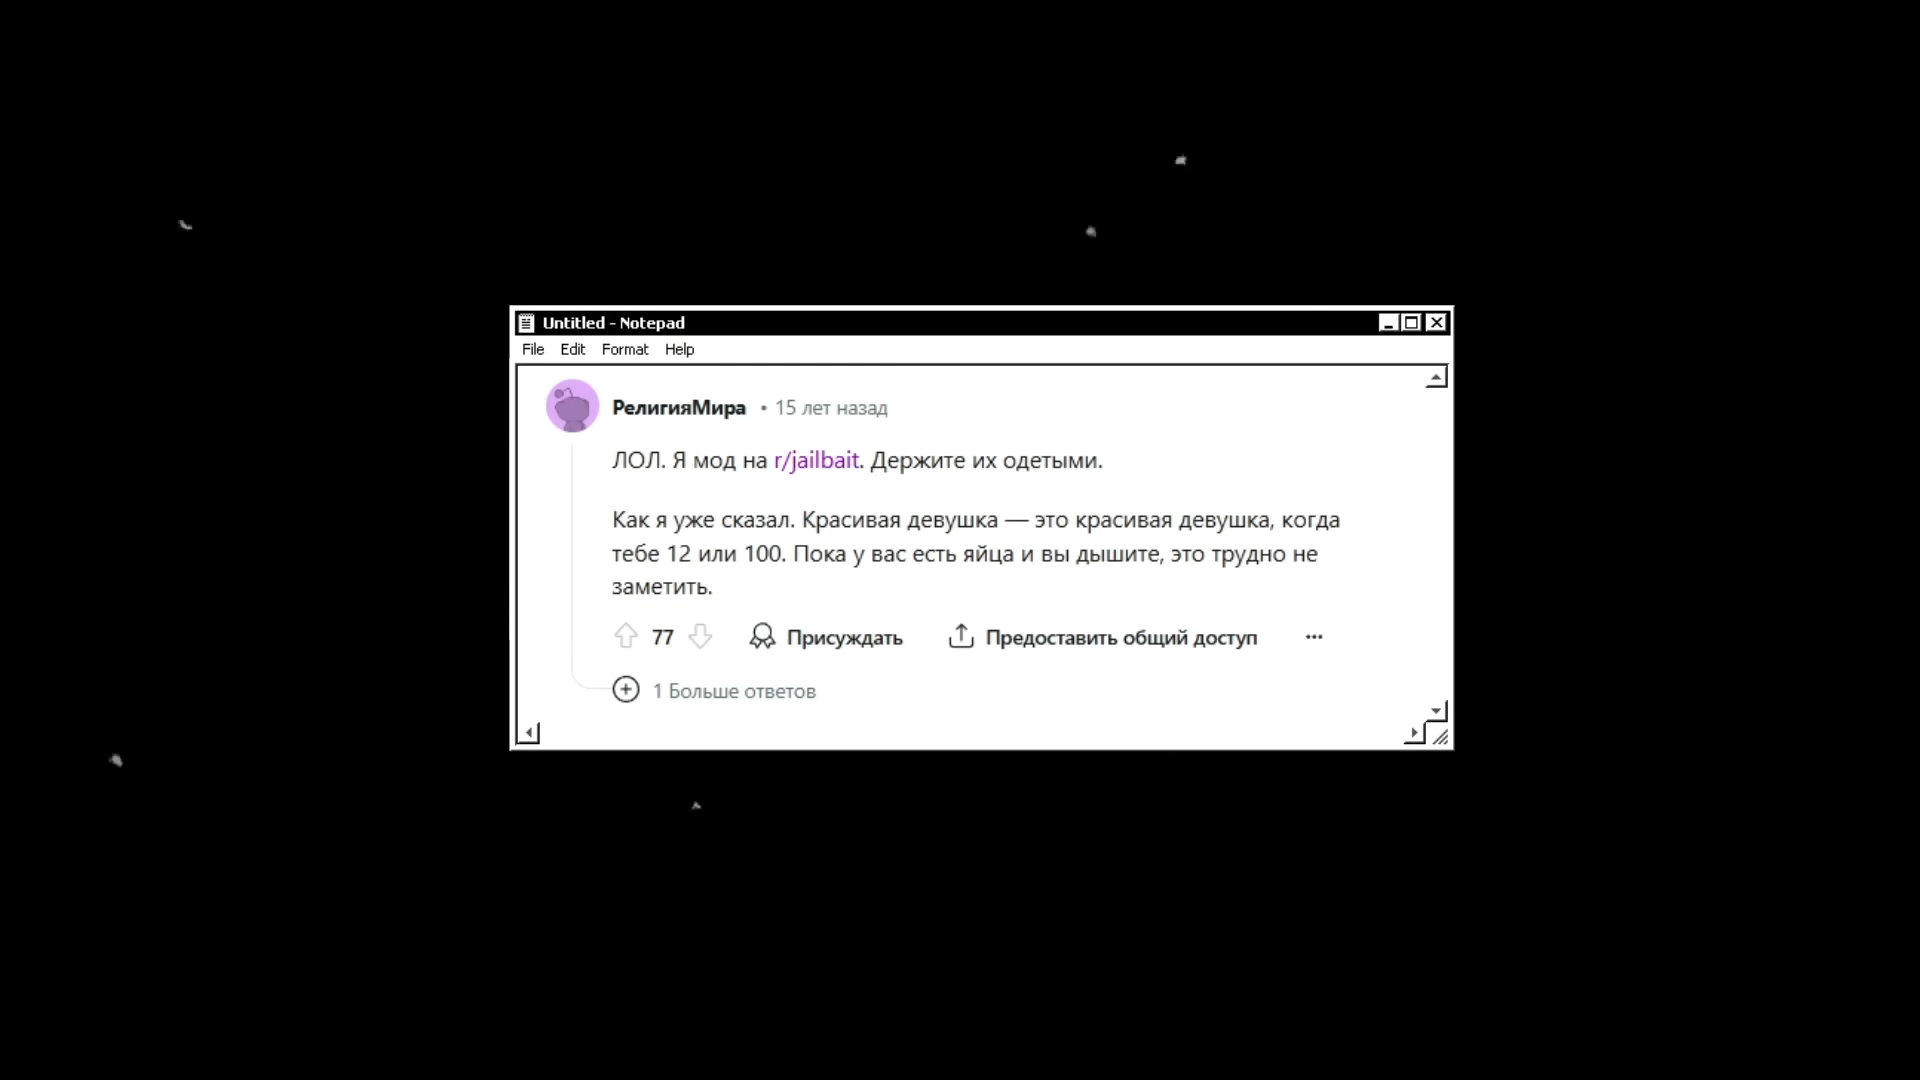 Untitled - Notepad
File Edit Format Help
РелигияМира • 15 лет назад
ЛОЛ. Я мод на r/jailbait. Держите их одетыми.
Как я уже сказал. Красивая девушка — это красивая девушка, когда
тебе 12 или 100. Пока у вас есть яйца и вы дышите, это трудно не
заметить.
77 Присуждать Предоставить общий доступ ...
1 Больше ответов